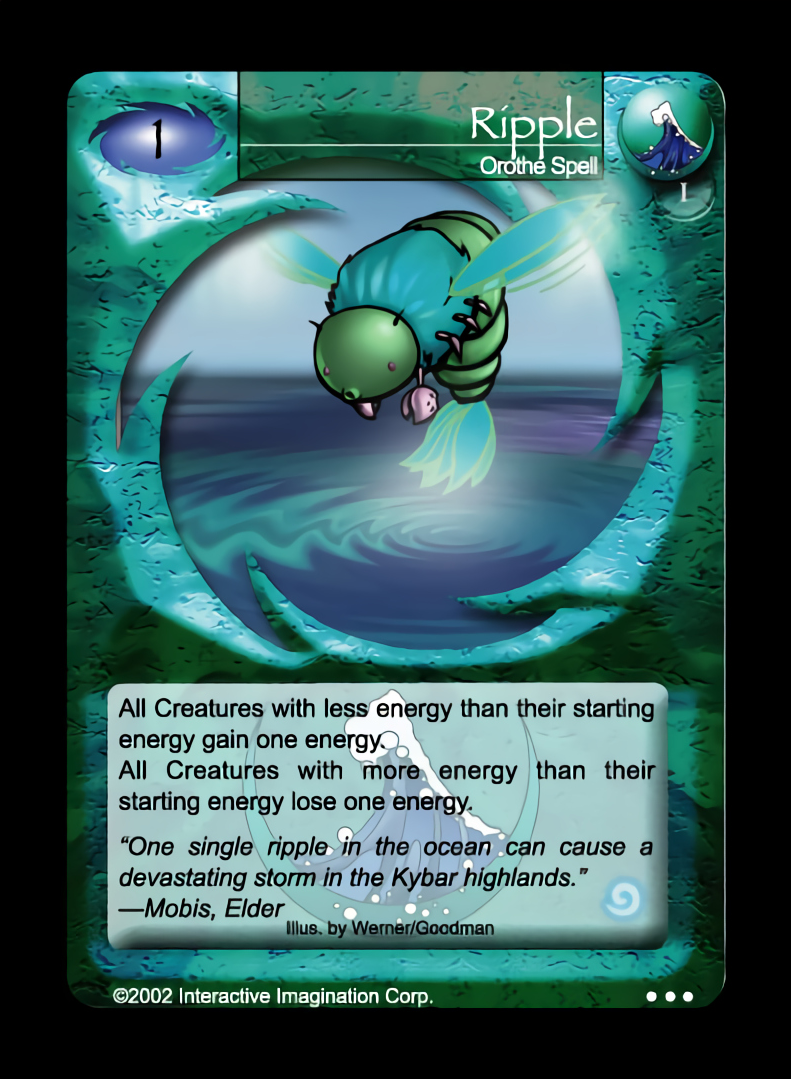 1
Ripple
Orothe Spell
1
All Creatures with less energy than their starting
energy gain one energy.
All Creatures with more energy than their
starting energy lose one energy.
“One single ripple in the ocean can cause a
devastating storm in the Kybar highlands.”
—Mobis, Elder
Illus. by Werner/Goodman
©2002 Interactive Imagination Corp.